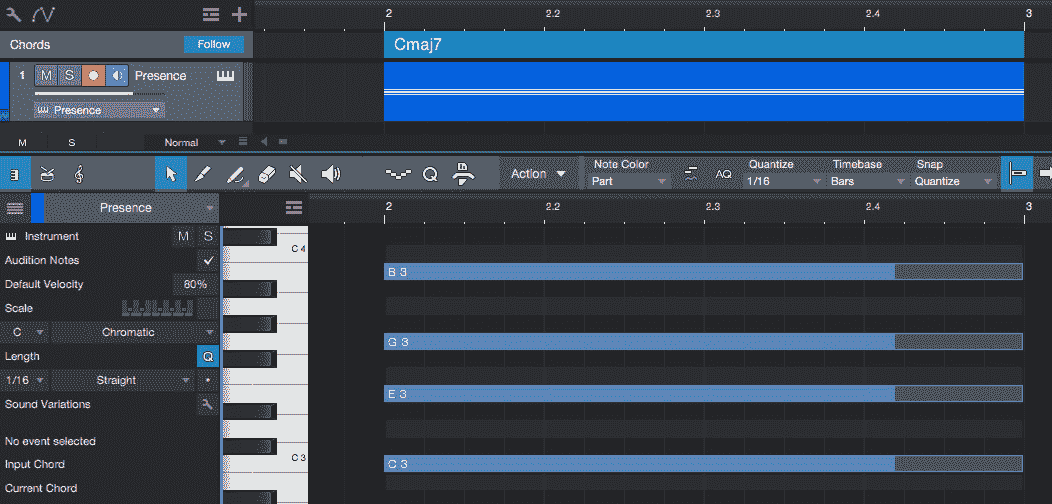 2 2.2 2.3 2.4 3
Chords Follow Cmaj7
1 M S Presence
Presence
M S Normal
Action Note Color Quantize Timebase Snap
Q AQ Part 1/16 Bars Quantize
Presence 2 2.2 2.3 2.4 3
Instrument M S
C 4
Audition Notes
B 3
Default Velocity 80%
Scale
C Chromatic
G 3
Length Q
1/16 Straight
E 3
Sound Variations
No event selected
C 3
Input Chord C 3
Current Chord